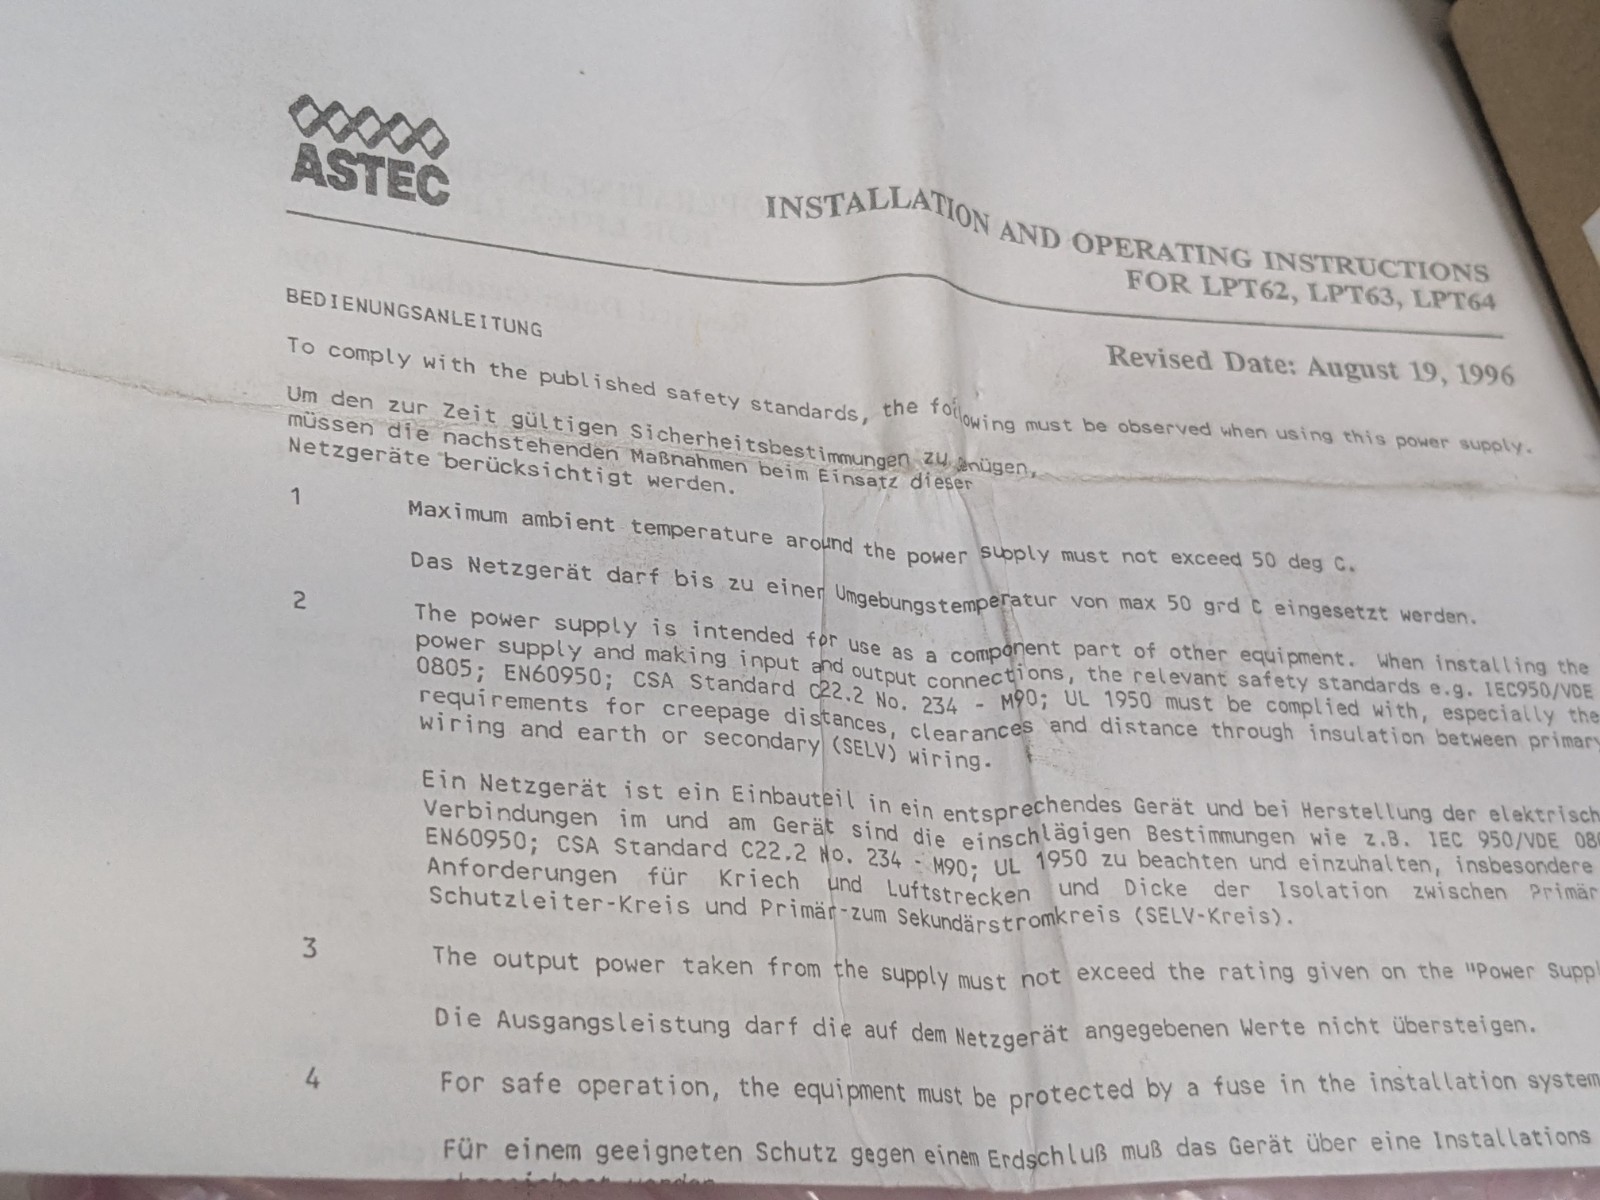 ASTEC
INSTALLATION AND OPERATING INSTRUCTIONS
FOR LPT62, LPT63, LPT64
Revised Date: August 19, 1996
BEDIENUNGSANLEITUNG
To comply with the published safety standards, the following must be observed when using this power supply.
Um den zur Zeit gültigen Sicherheitsbestimmungen zu enügen,
müssen die nachstehenden Maßnahmen beim Einsatz dieser
Netzgeräte berücksichtigt werden.
1 Maximum ambient temperature around the power supply must not exceed 50 deg C.
Das Netzgerät darf bis zu einer Umgebungstemperatur von max 50 grd C eingesetzt werden.
2 The power supply is intended for use as a component part of other equipment. When installing the
power supply and making input and output connections, the relevant safety standards e.g. IEC950/VDE
0805; EN60950; CSA Standard C22.2 No. 234 - M90; UL 1950 must be complied with, especially the
requirements for creepage distances, clearances and distance through insulation between primary
wiring and earth or secondary (SELV) wiring.
Ein Netzgerät ist ein Einbauteil in ein entsprechendes Gerät und bei Herstellung der elektrisch
Verbindungen im und am Gerät sind die einschlägigen Bestimmungen wie z.B. IEC 950/VDE 080
EN60950; CSA Standard C22.2 No. 234 - M90; UL 1950 zu beachten und einzuhalten, insbesondere
Anforderungen für Kriech und Luftstrecken und Dicke der Isolation zwischen Primär
Schutzleiter-Kreis und Primär-zum Sekundärstromkreis (SELV-Kreis).
3 The output power taken from the supply must not exceed the rating given on the "Power Suppl
Die Ausgangsleistung darf die auf dem Netzgerät angegebenen Werte nicht übersteigen.
4 For safe operation, the equipment must be protected by a fuse in the installation system
Für einem geeigneten Schutz gegen einem Erdschluß muß das Gerät über eine Installations